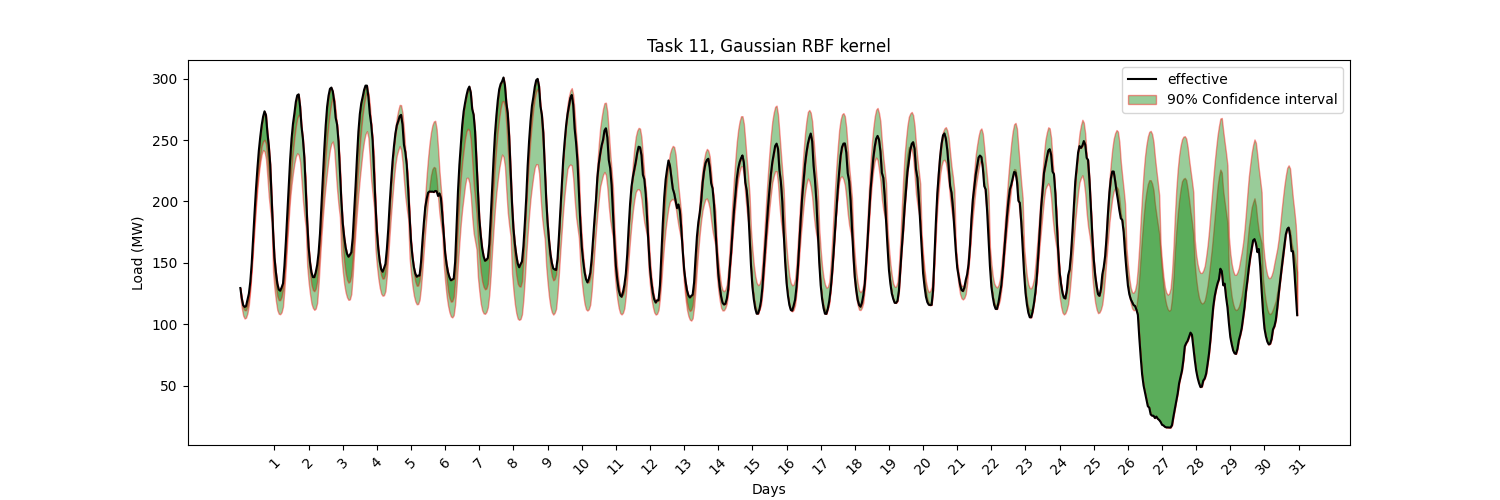 Task 11, Gaussian RBF kernel
effective
90% Confidence interval
Load (MW)
300
250
200
150
100
50
1 2 3 4 5 6 7 8 9 10 11 12 13 14 15 16 17 18 19 20 21 22 23 24 25 26 27 28 29 30 31
Days